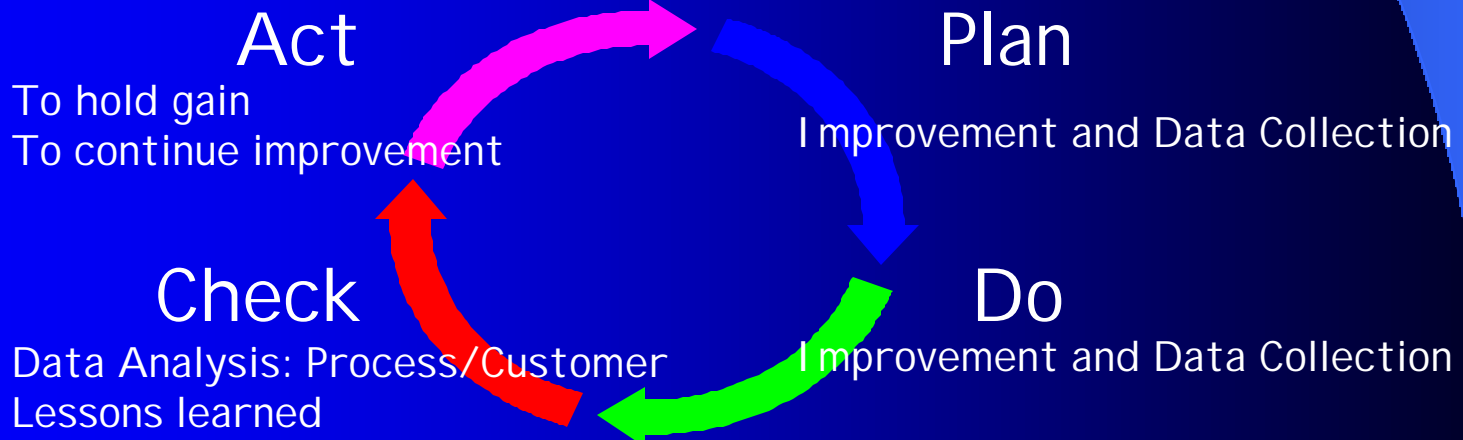 Act
To hold gain
To continue improvement
Plan
Improvement and Data Collection
Check
Data Analysis: Process/Customer
Lessons learned
Do
Improvement and Data Collection